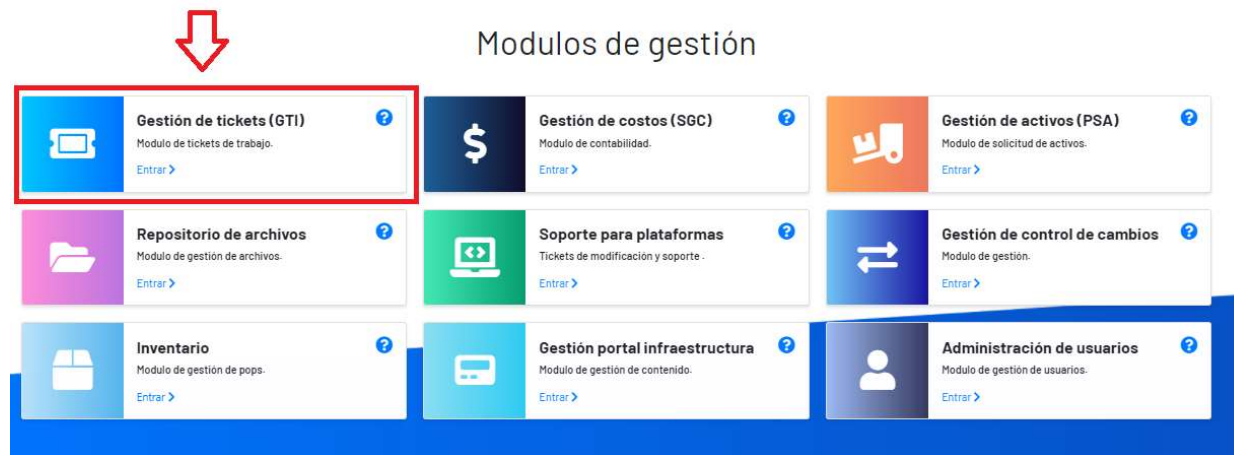 Modulos de gestión
Gestión de tickets (GTI)
Modulo de tickets de trabajo.
Entrar
Gestión de costos (SGC)
Modulo de contabilidad.
Entrar
Gestión de activos (PSA)
Modulo de solicitud de activos.
Entrar
Repositorio de archivos
Modulo de gestión de archivos.
Entrar
Soporte para plataformas
Tickets de modificación y soporte .
Entrar
Gestión de control de cambios
Modulo de gestión.
Entrar
Inventario
Modulo de gestión de pops.
Entrar
Gestión portal infraestructura
Modulo de gestión de contenido.
Entrar
Administración de usuarios
Modulo de gestión de usuarios.
Entrar